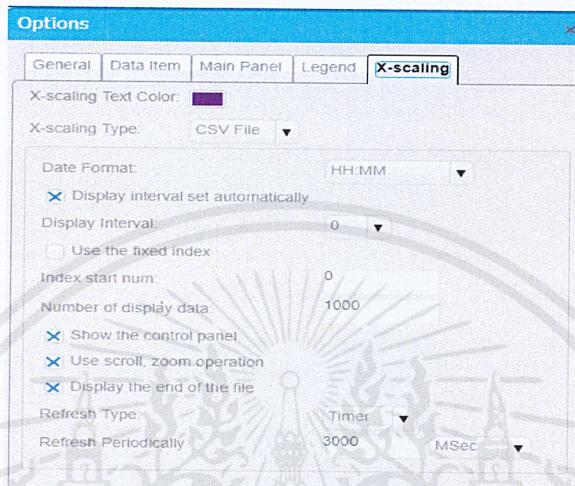 Options
General Data Item Main Panel Legend X-scaling
X-scaling Text Color:
X-scaling Type: CSV File
Date Format: HH:MM
Display interval set automatically
Display Interval: 0
Use the fixed index
Index start num: 0
Number of display data: 1000
Show the control panel
Use scroll, zoom operation
Display the end of the file
Refresh Type: Timer
Refresh Periodically 3000 MSec